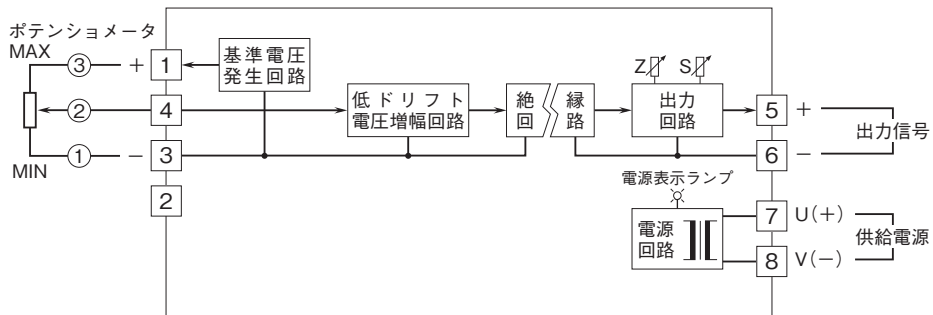 ポテンショメータ
MAX
③
+
1
基準電圧
発生回路
Z
S
②
4
低ドリフト
電圧増幅回路
絶
回
縁
路
出力
回路
5
+
出力信号
①
−
3
6
−
MIN
2
電源表示ランプ
電源
回路
7
U(+)
供給電源
8
V(−)